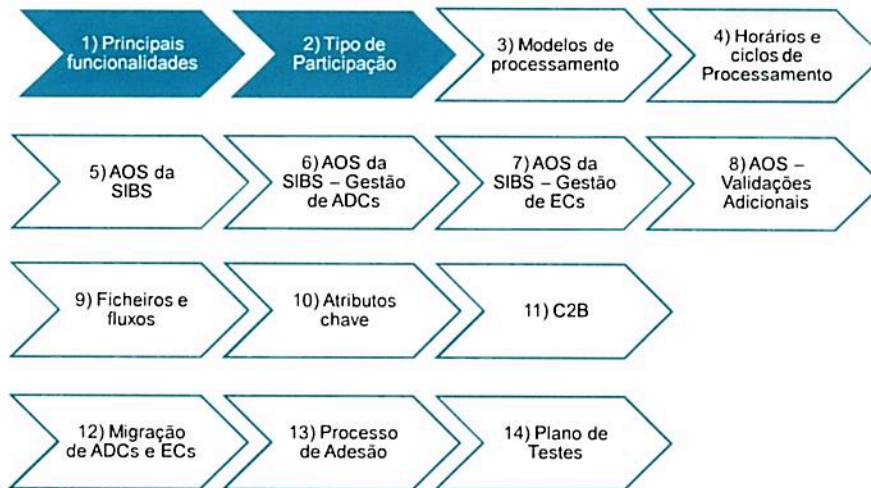 1) Principais
funcionalidades
2) Tipo de
Participação
3) Modelos de
processamento
4) Horários e
ciclos de
Processamento
5) AOS da
SIBS
6) AOS da
SIBS – Gestão
de ADCs
7) AOS da
SIBS – Gestão
de ECs
8) AOS –
Validações
Adicionais
9) Ficheiros e
fluxos
10) Atributos
chave
11) C2B
12) Migração
de ADCs e ECs
13) Processo
de Adesão
14) Plano de
Testes